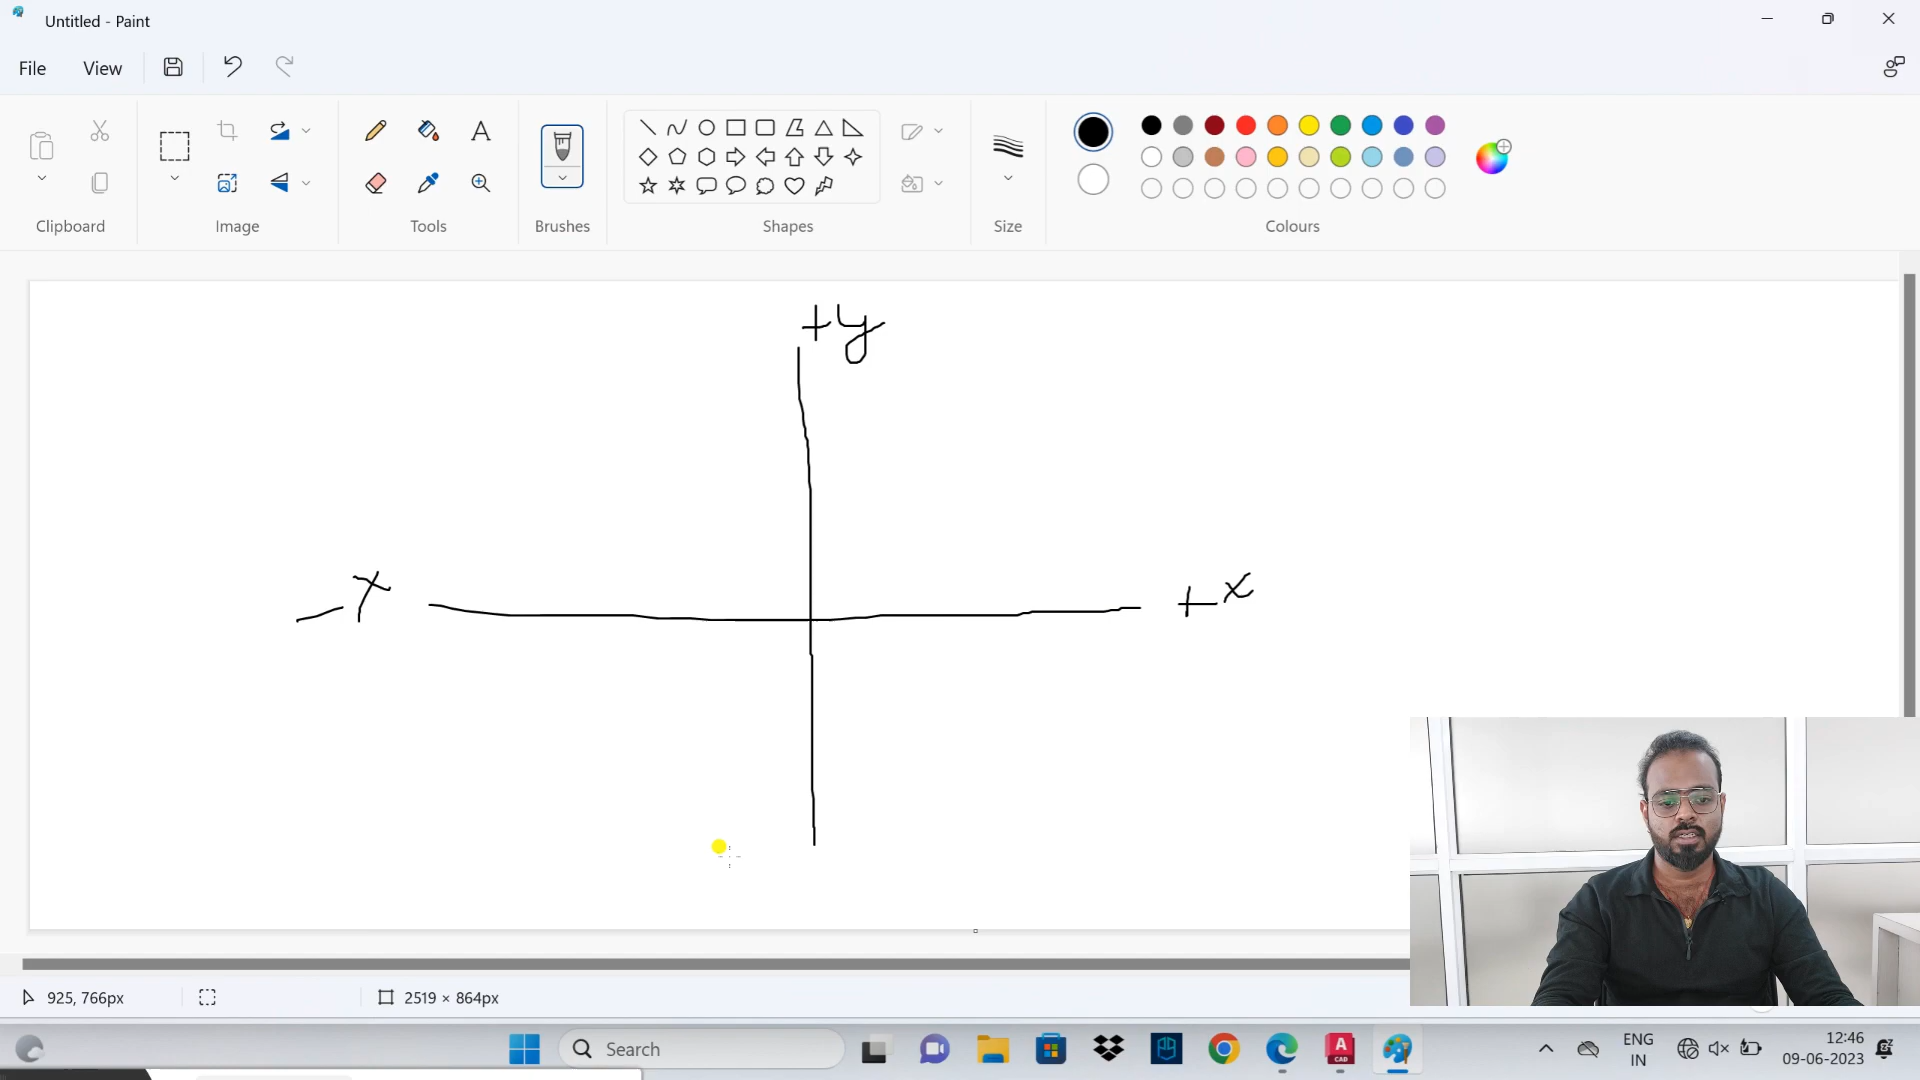 Untitled - Paint
File
View
Clipboard
Image
Tools
Brushes
Shapes
Size
Colours
+y
-x
+x
925, 766px
2519 × 864px
Search
ENG
IN
12:46
09-06-2023
A
CAD